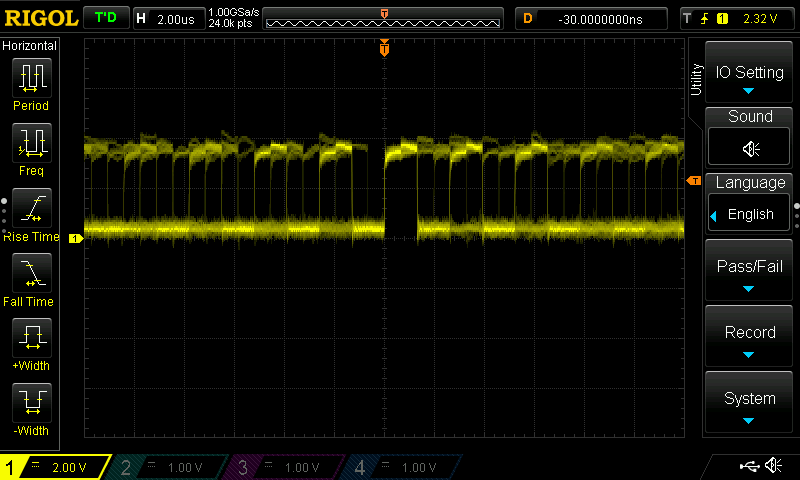 RIGOL T'D H 2.00us 1.00GSa/s 24.0k pts T D -30.0000000ns T 1 2.32 V
Horizontal
Period
Freq
Rise Time
Fall Time
+Width
-Width
T
T
1
Utility
IO Setting
Sound
Language
English
Pass/Fail
Record
System
1 2.00 V 2 1.00 V 3 1.00 V 4 1.00 V